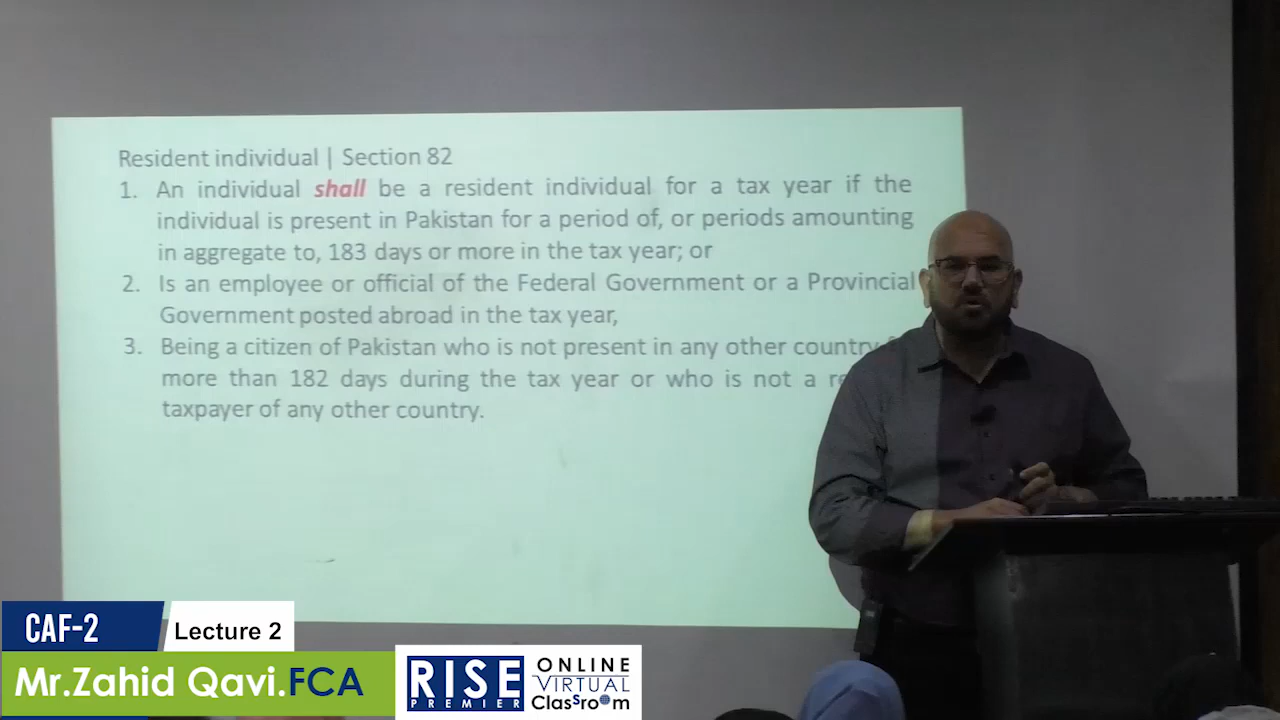 Resident individual | Section 82
1. An individual shall be a resident individual for a tax year if the
individual is present in Pakistan for a period of, or periods amounting
in aggregate to, 183 days or more in the tax year; or
2. Is an employee or official of the Federal Government or a Provincial
Government posted abroad in the tax year,
3. Being a citizen of Pakistan who is not present in any other country
more than 182 days during the tax year or who is not a
taxpayer of any other country.
CAF-2
Lecture 2
Mr.Zahid Qavi.FCA
RISE
PREMIER
ONLINE
VIRTUAL
Classroom